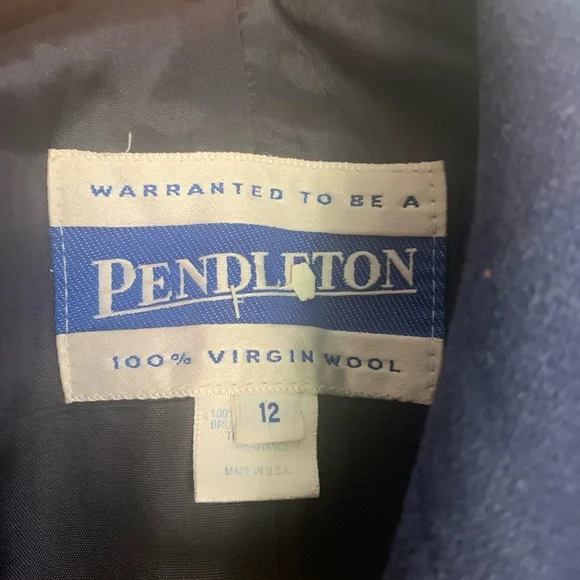 WARRANTED TO BE A
PENDLETON
100% VIRGIN WOOL
12
MADE IN U.S.A.